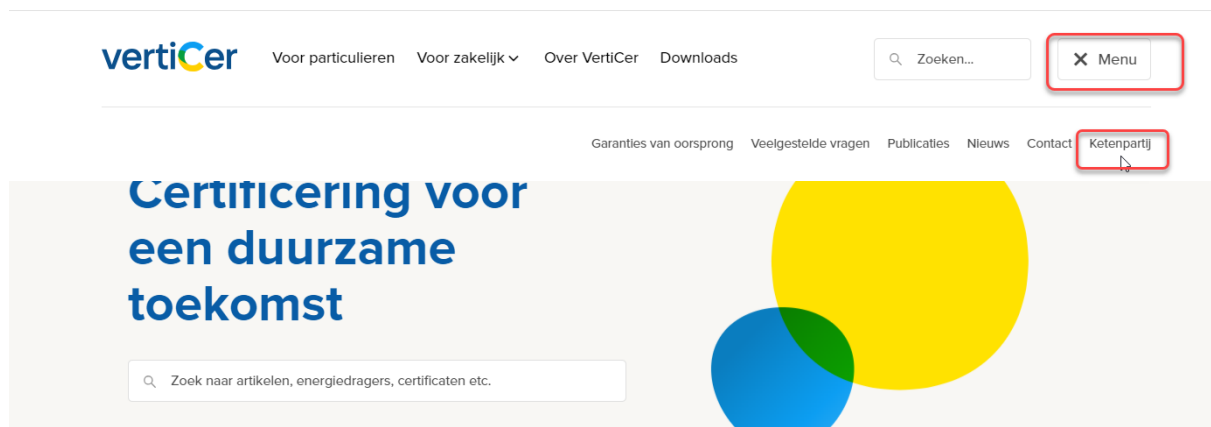 vertiCer Voor particulieren Voor zakelijk Over VertiCer Downloads Zoeken... Menu
Garanties van oorsprong Veelgestelde vragen Publicaties Nieuws Contact Ketenpartij
Certificering voor
een duurzame
toekomst
Zoek naar artikelen, energiedragers, certificaten etc.